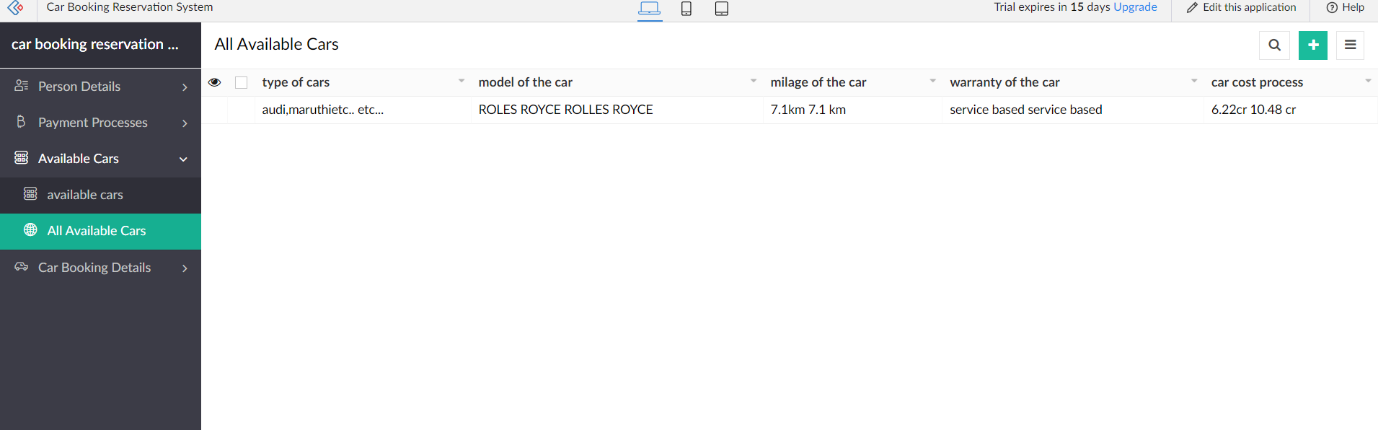 Car Booking Reservation System
Trial expires in 15 days Upgrade
Edit this application
Help
car booking reservation ...
All Available Cars
Person Details
Payment Processes
Available Cars
available cars
All Available Cars
Car Booking Details
type of cars model of the car milage of the car warranty of the car car cost process
audi,maruthietc.. etc... ROLES ROYCE ROLLES ROYCE 7.1km 7.1 km service based service based 6.22cr 10.48 cr